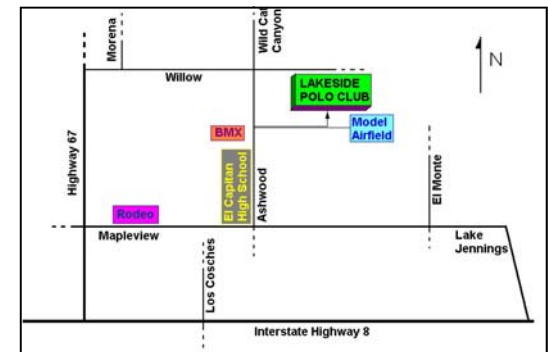 Morena
Wild Cat
Canyon
N
Willow
LAKESIDE
POLO CLUB
Highway 67
BMX
Model
Airfield
El Capitan
High School
Ashwood
El Monte
Rodeo
Mapleview
Lake
Jennings
Los Cosches
Interstate Highway 8